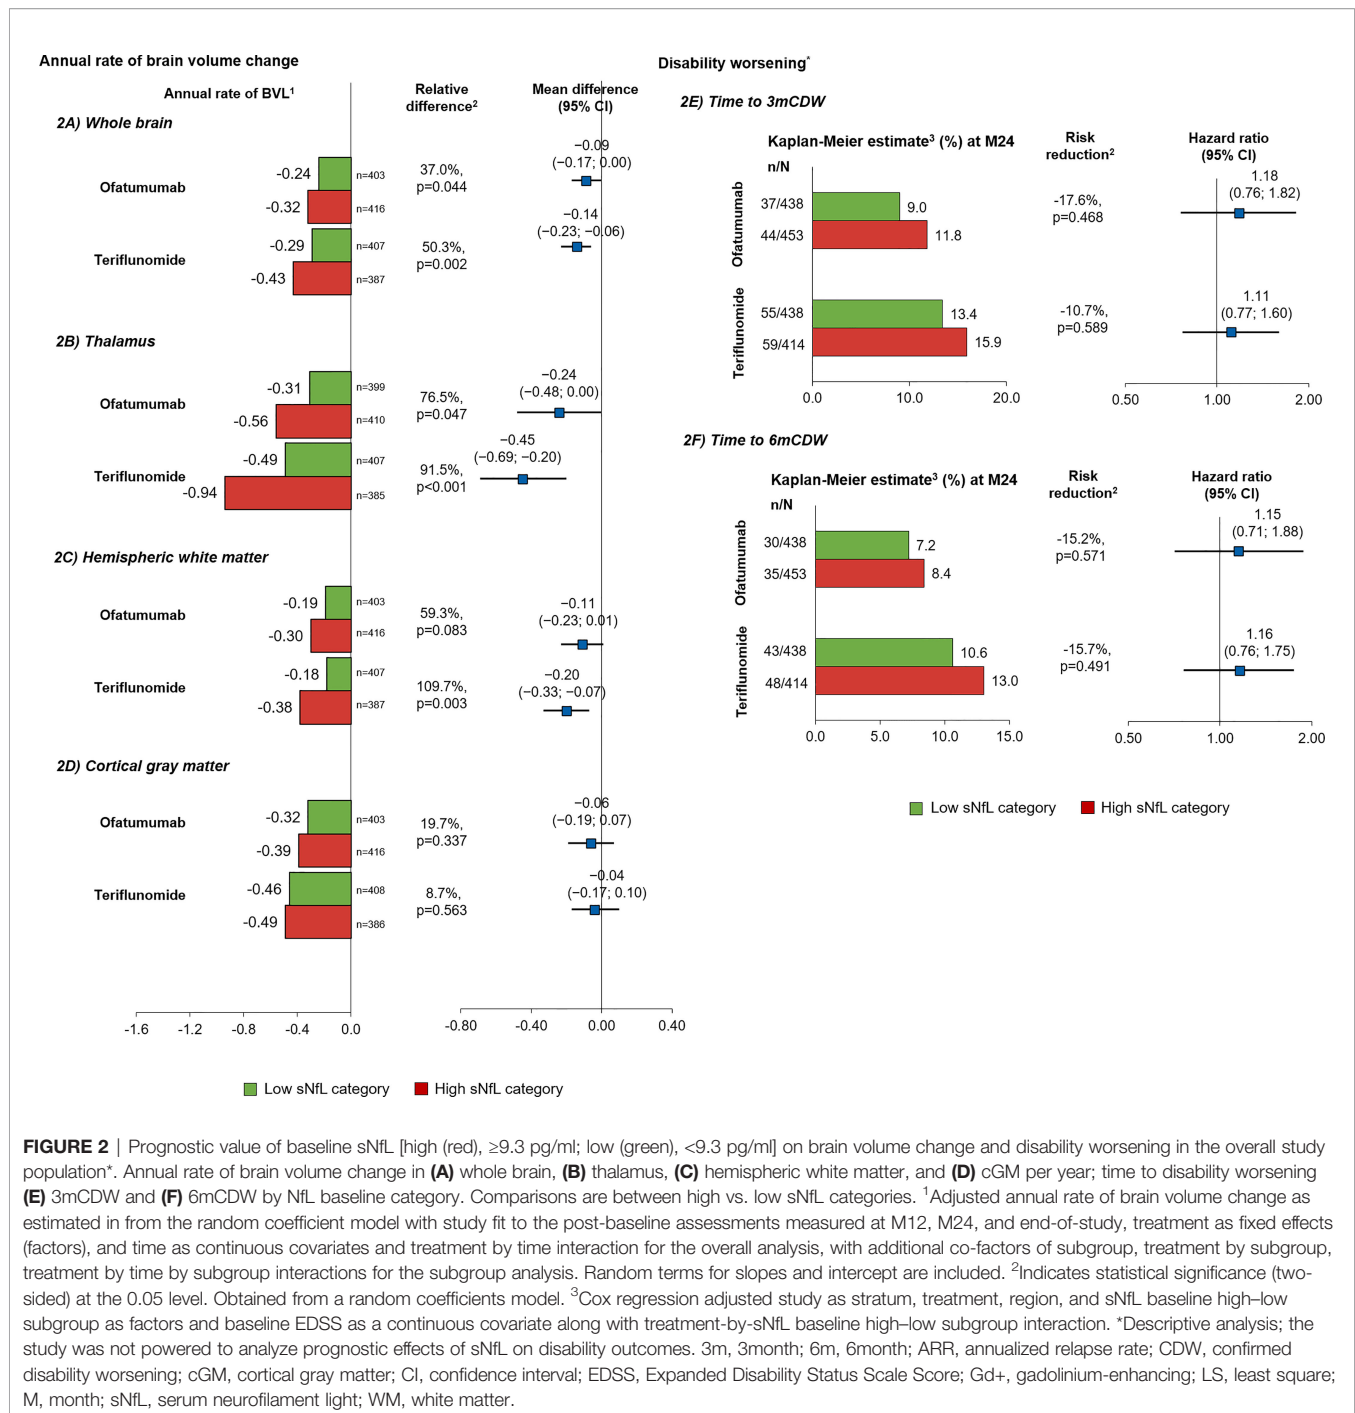 Annual rate of brain volume change
Annual rate of BVL1
Relative
difference2
Mean difference
(95% CI)
2A) Whole brain
Ofatumumab
-0.24
n=403
-0.32
n=416
37.0%,
p=0.044
−0.09
(−0.17; 0.00)
Teriflunomide
-0.29
n=407
-0.43
n=387
50.3%,
p=0.002
−0.14
(−0.23; −0.06)
2B) Thalamus
Ofatumumab
-0.31
n=399
-0.56
n=410
76.5%,
p=0.047
−0.24
(−0.48; 0.00)
Teriflunomide
-0.49
n=407
-0.94
n=385
91.5%,
p<0.001
−0.45
(−0.69; −0.20)
2C) Hemispheric white matter
Ofatumumab
-0.19
n=403
-0.30
n=416
59.3%,
p=0.083
−0.11
(−0.23; 0.01)
Teriflunomide
-0.18
n=407
-0.38
n=387
109.7%,
p=0.003
−0.20
(−0.33; −0.07)
2D) Cortical gray matter
Ofatumumab
-0.32
n=403
-0.39
n=416
19.7%,
p=0.337
−0.06
(−0.19; 0.07)
Teriflunomide
-0.46
n=408
-0.49
n=386
8.7%,
p=0.563
−0.04
(−0.17; 0.10)
-1.6 -1.2 -0.8 -0.4 0.0
-0.80 -0.40 0.00 0.40
Low sNfL category High sNfL category
Disability worsening*
2E) Time to 3mCDW
Kaplan-Meier estimate3 (%) at M24
n/N
Risk
reduction2
Hazard ratio
(95% CI)
Ofatumumab
37/438
9.0
44/453
11.8
-17.6%,
p=0.468
1.18
(0.76; 1.82)
Teriflunomide
55/438
13.4
59/414
15.9
-10.7%,
p=0.589
1.11
(0.77; 1.60)
0.0 10.0 20.0
0.50 1.00 2.00
2F) Time to 6mCDW
Kaplan-Meier estimate3 (%) at M24
n/N
Risk
reduction2
Hazard ratio
(95% CI)
Ofatumumab
30/438
7.2
35/453
8.4
-15.2%,
p=0.571
1.15
(0.71; 1.88)
Teriflunomide
43/438
10.6
48/414
13.0
-15.7%,
p=0.491
1.16
(0.76; 1.75)
0.0 5.0 10.0 15.0
0.50 1.00 2.00
Low sNfL category High sNfL category
FIGURE 2 | Prognostic value of baseline sNfL [high (red), ≥9.3 pg/ml; low (green), <9.3 pg/ml] on brain volume change and disability worsening in the overall study
population*. Annual rate of brain volume change in (A) whole brain, (B) thalamus, (C) hemispheric white matter, and (D) cGM per year; time to disability worsening
(E) 3mCDW and (F) 6mCDW by NfL baseline category. Comparisons are between high vs. low sNfL categories. 1Adjusted annual rate of brain volume change as
estimated in from the random coefficient model with study fit to the post-baseline assessments measured at M12, M24, and end-of-study, treatment as fixed effects
(factors), and time as continuous covariates and treatment by time interaction for the overall analysis, with additional co-factors of subgroup, treatment by subgroup,
treatment by time by subgroup interactions for the subgroup analysis. Random terms for slopes and intercept are included. 2Indicates statistical significance (two-
sided) at the 0.05 level. Obtained from a random coefficients model. 3Cox regression adjusted study as stratum, treatment, region, and sNfL baseline high–low
subgroup as factors and baseline EDSS as a continuous covariate along with treatment-by-sNfL baseline high–low subgroup interaction. *Descriptive analysis; the
study was not powered to analyze prognostic effects of sNfL on disability outcomes. 3m, 3month; 6m, 6month; ARR, annualized relapse rate; CDW, confirmed
disability worsening; cGM, cortical gray matter; CI, confidence interval; EDSS, Expanded Disability Status Scale Score; Gd+, gadolinium-enhancing; LS, least square;
M, month; sNfL, serum neurofilament light; WM, white matter.